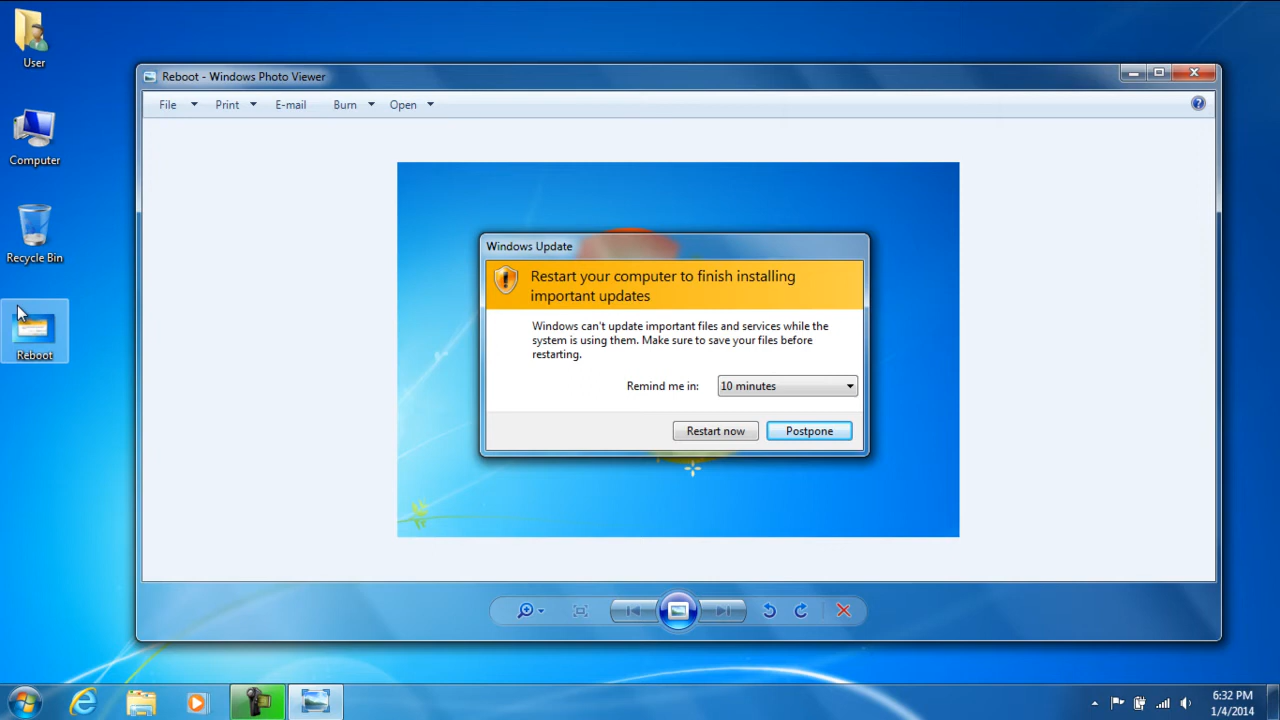 User
Computer
Recycle Bin
Reboot
Reboot - Windows Photo Viewer
File Print E-mail Burn Open
Windows Update
Restart your computer to finish installing
important updates
Windows can't update important files and services while the
system is using them. Make sure to save your files before
restarting.
Remind me in: 10 minutes
Restart now Postpone
6:32 PM
1/4/2014